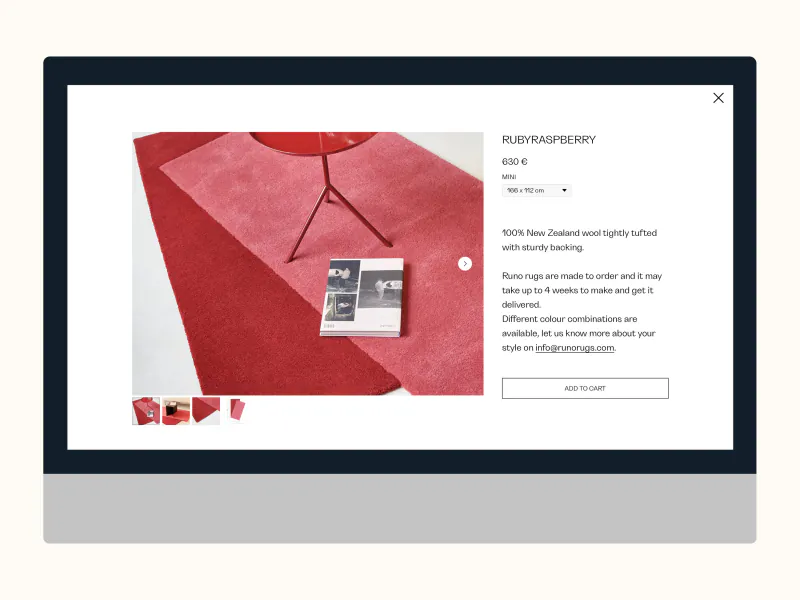 RUBYRASPBERRY
630 €
MINI
166 x 112 cm
100% New Zealand wool tightly tufted
with sturdy backing.
Runo rugs are made to order and it may
take up to 4 weeks to make and get it
delivered.
Different colour combinations are
available, let us know more about your
style on info@runorugs.com.
ADD TO CART